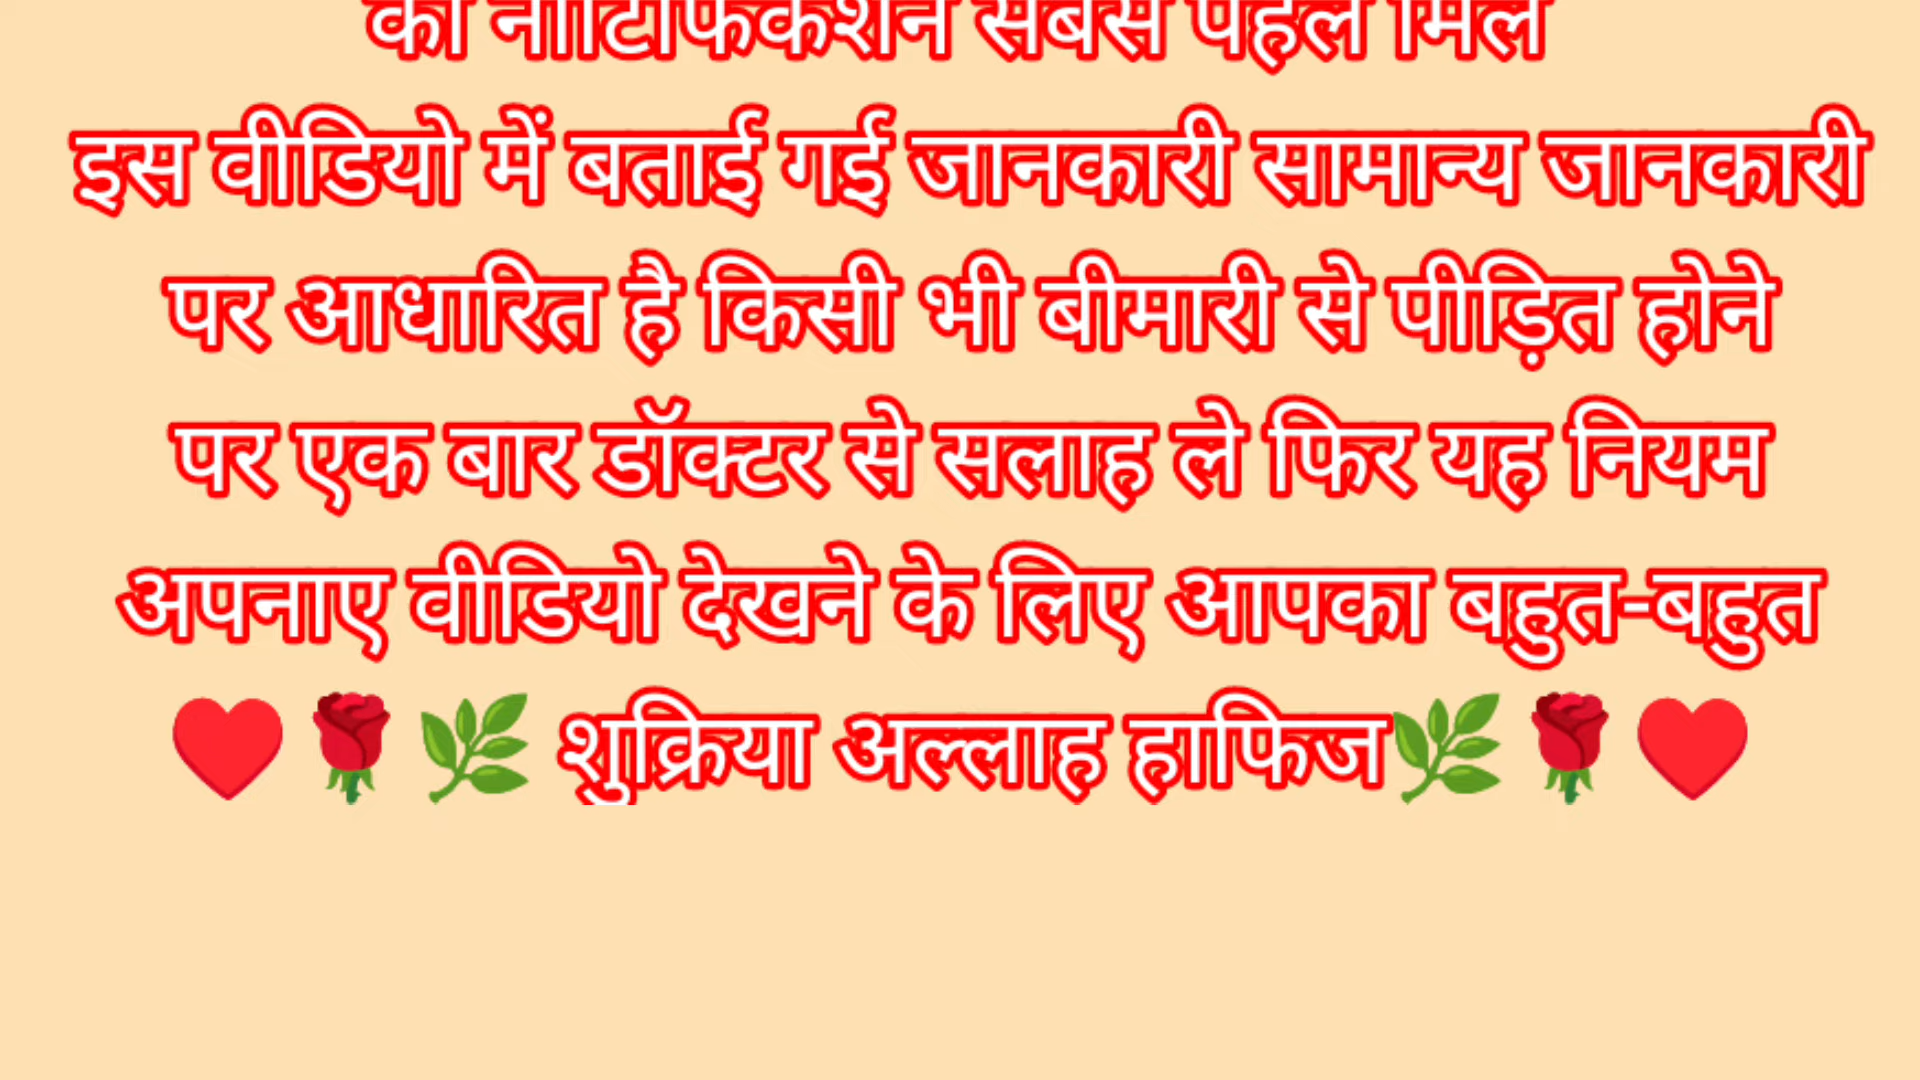 का नोटिफिकेशन सबसे पहले मिले
इस वीडियो में बताई गई जानकारी सामान्य जानकारी
पर आधारित है किसी भी बीमारी से पीड़ित होने
पर एक बार डॉक्टर से सलाह ले फिर यह नियम
अपनाए वीडियो देखने के लिए आपका बहुत-बहुत
♥️🌹🌿 शुक्रिया अल्लाह हाफिज🌿🌹♥️